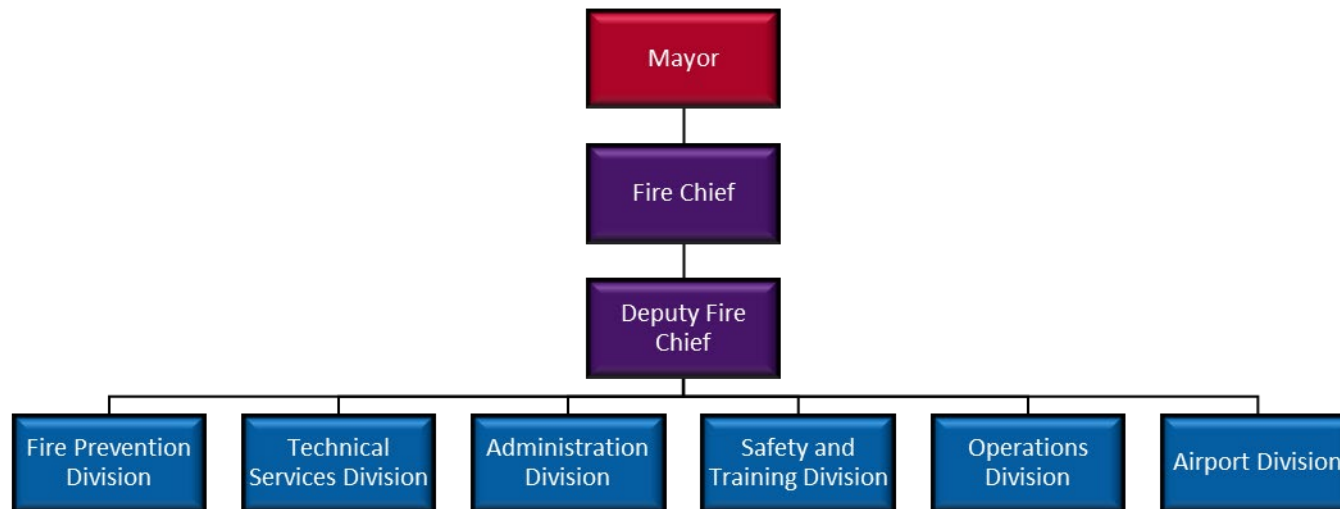 Mayor
Fire Chief
Deputy Fire
Chief
Fire Prevention
Division
Technical
Services Division
Administration
Division
Safety and
Training Division
Operations
Division
Airport Division